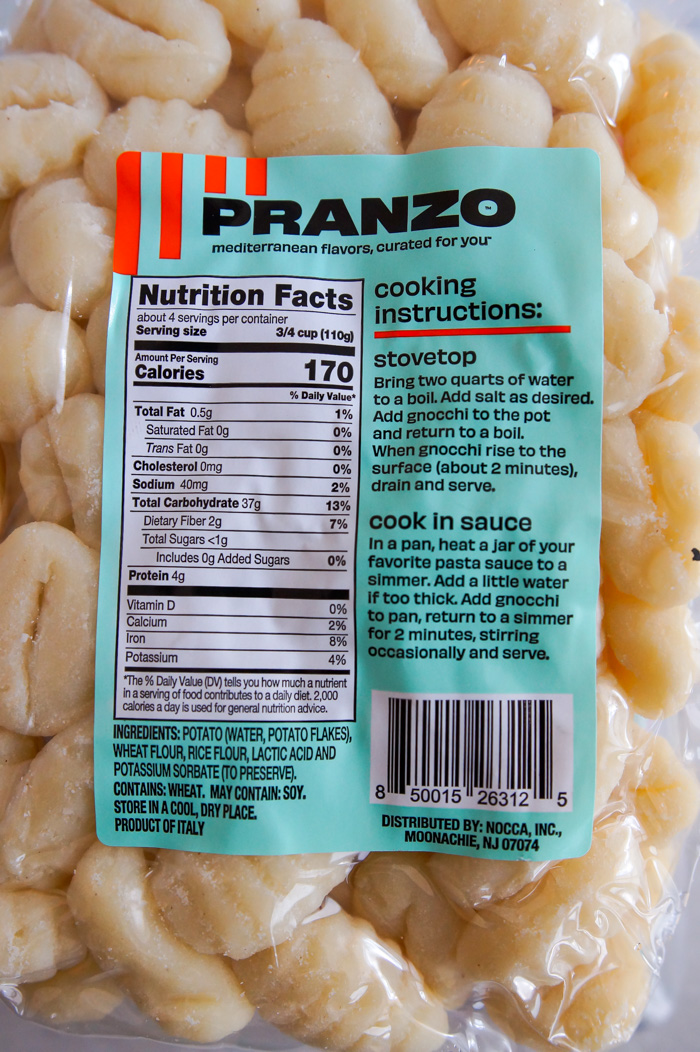 PRANZO™
mediterranean flavors, curated for you™
Nutrition Facts
about 4 servings per container
Serving size 3/4 cup (110g)
Amount Per Serving
Calories 170
% Daily Value*
Total Fat 0.5g 1%
Saturated Fat 0g 0%
Trans Fat 0g 0%
Cholesterol 0mg 0%
Sodium 40mg 2%
Total Carbohydrate 37g 13%
Dietary Fiber 2g 7%
Total Sugars <1g
Includes 0g Added Sugars 0%
Protein 4g
Vitamin D 0%
Calcium 2%
Iron 8%
Potassium 4%
*The % Daily Value (DV) tells you how much a nutrient
in a serving of food contributes to a daily diet. 2,000
calories a day is used for general nutrition advice.
INGREDIENTS: POTATO (WATER, POTATO FLAKES),
WHEAT FLOUR, RICE FLOUR, LACTIC ACID AND
POTASSIUM SORBATE (TO PRESERVE).
CONTAINS: WHEAT. MAY CONTAIN: SOY.
STORE IN A COOL, DRY PLACE.
PRODUCT OF ITALY
cooking
instructions:
stovetop
Bring two quarts of water
to a boil. Add salt as desired.
Add gnocchi to the pot
and return to a boil.
When gnocchi rise to the
surface (about 2 minutes),
drain and serve.
cook in sauce
In a pan, heat a jar of your
favorite pasta sauce to a
simmer. Add a little water
if too thick. Add gnocchi
to pan, return to a simmer
for 2 minutes, stirring
occasionally and serve.
8 50015 26312 5
DISTRIBUTED BY: NOCCA, INC.,
MOONACHIE, NJ 07074